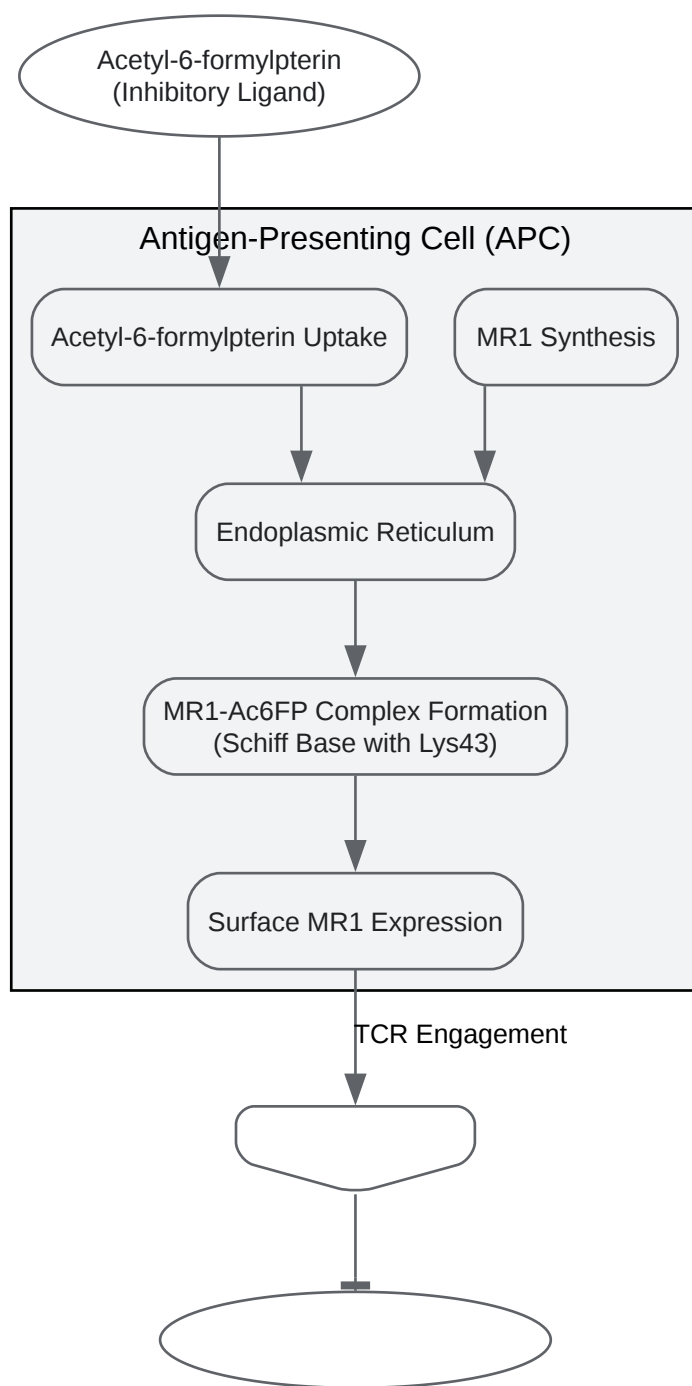 Acetyl-6-formylpterin
(Inhibitory Ligand)
Antigen-Presenting Cell (APC)
Acetyl-6-formylpterin Uptake
MR1 Synthesis
Endoplasmic Reticulum
MR1-Ac6FP Complex Formation
(Schiff Base with Lys43)
Surface MR1 Expression
TCR Engagement